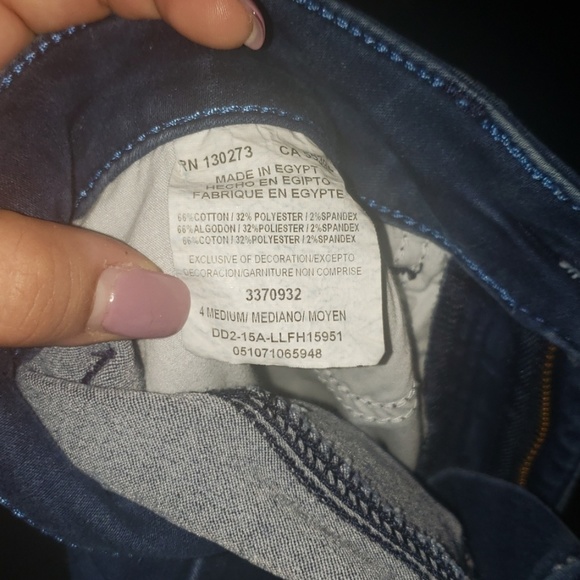 RN 130273 CA
MADE IN EGYPT
HECHO EN EGIPTO
FABRIQUE EN EGYPTE
66%COTTON / 32% POLYESTER / 2%SPANDEX
66%ALGODON / 32%POLIESTER / 2%SPANDEX
66%COTON / 32%POLYESTER / 2%SPANDEX
EXCLUSIVE OF DECORATION/EXCEPTO
DECORACION/GARNITURE NON COMPRISE
3370932
4 MEDIUM/ MEDIANO/ MOYEN
DD2-15A-LLFH15951
051071065948